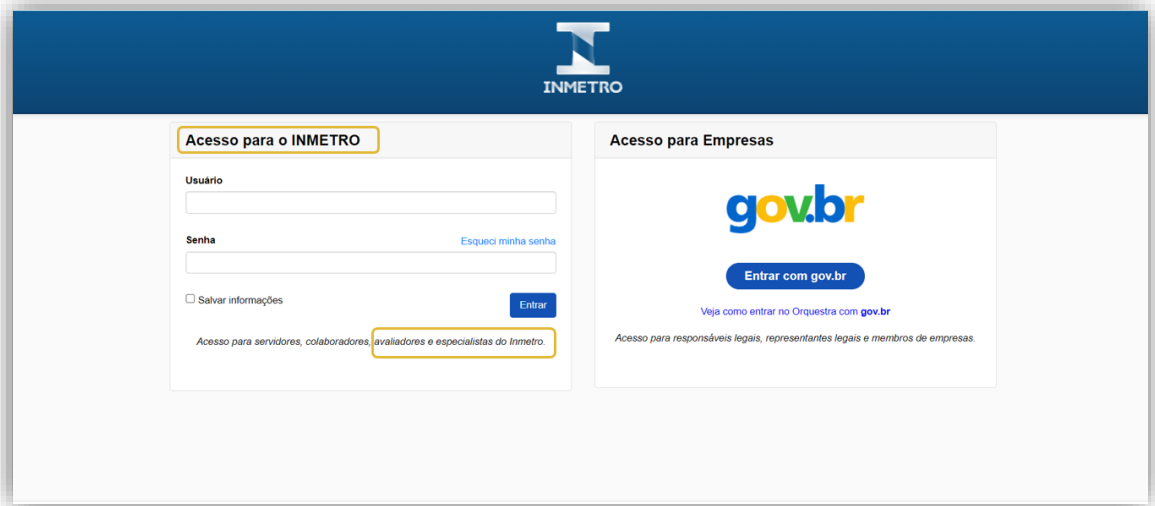 INMETRO
Acesso para o INMETRO
Usuário
Senha
Esqueci minha senha
Salvar informações
Entrar
Acesso para servidores, colaboradores, avaliadores e especialistas do Inmetro.
Acesso para Empresas
gov.br
Entrar com gov.br
Veja como entrar no Orquestra com gov.br
Acesso para responsáveis legais, representantes legais e membros de empresas.